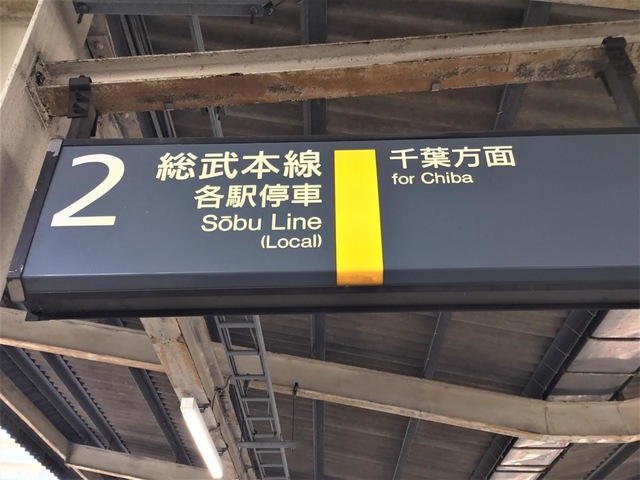 2
総武本線
各駅停車
Sōbu Line
(Local)
千葉方面
for Chiba